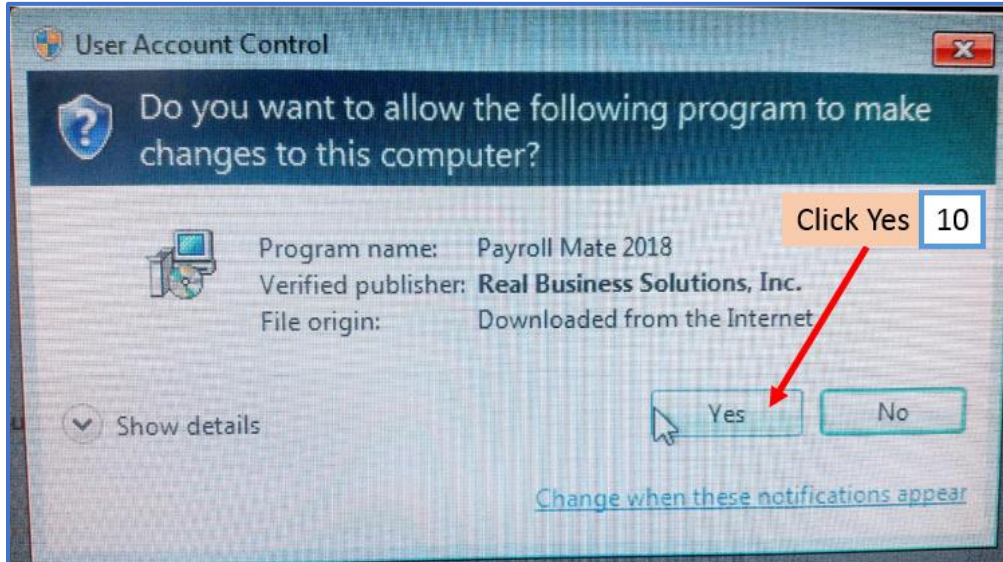 User Account Control
Do you want to allow the following program to make
changes to this computer?
Click Yes 10
Program name: Payroll Mate 2018
Verified publisher: Real Business Solutions, Inc.
File origin: Downloaded from the Internet
Show details
Yes No
Change when these notifications appear